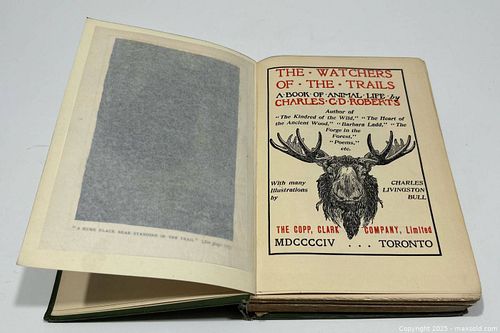 "A HUGE BLACK BEAR STANDING IN THE TRAIL."
THE • WATCHERS
OF • THE • TRAILS
A • BOOK • OF • ANIMAL • LIFE • by
CHARLES • G • D • ROBERTS
Author of
"The Kindred of the Wild," "The Heart of
the Ancient Wood," "Barbara Ladd," "The
Forge in the
Forest,"
"Poems,"
etc.
With many
Illustrations
by
CHARLES
LIVINGSTON
BULL
THE COPP, CLARK COMPANY, Limited
MDCCCCIV . . . TORONTO
Copyright 2025 - maxsold.com